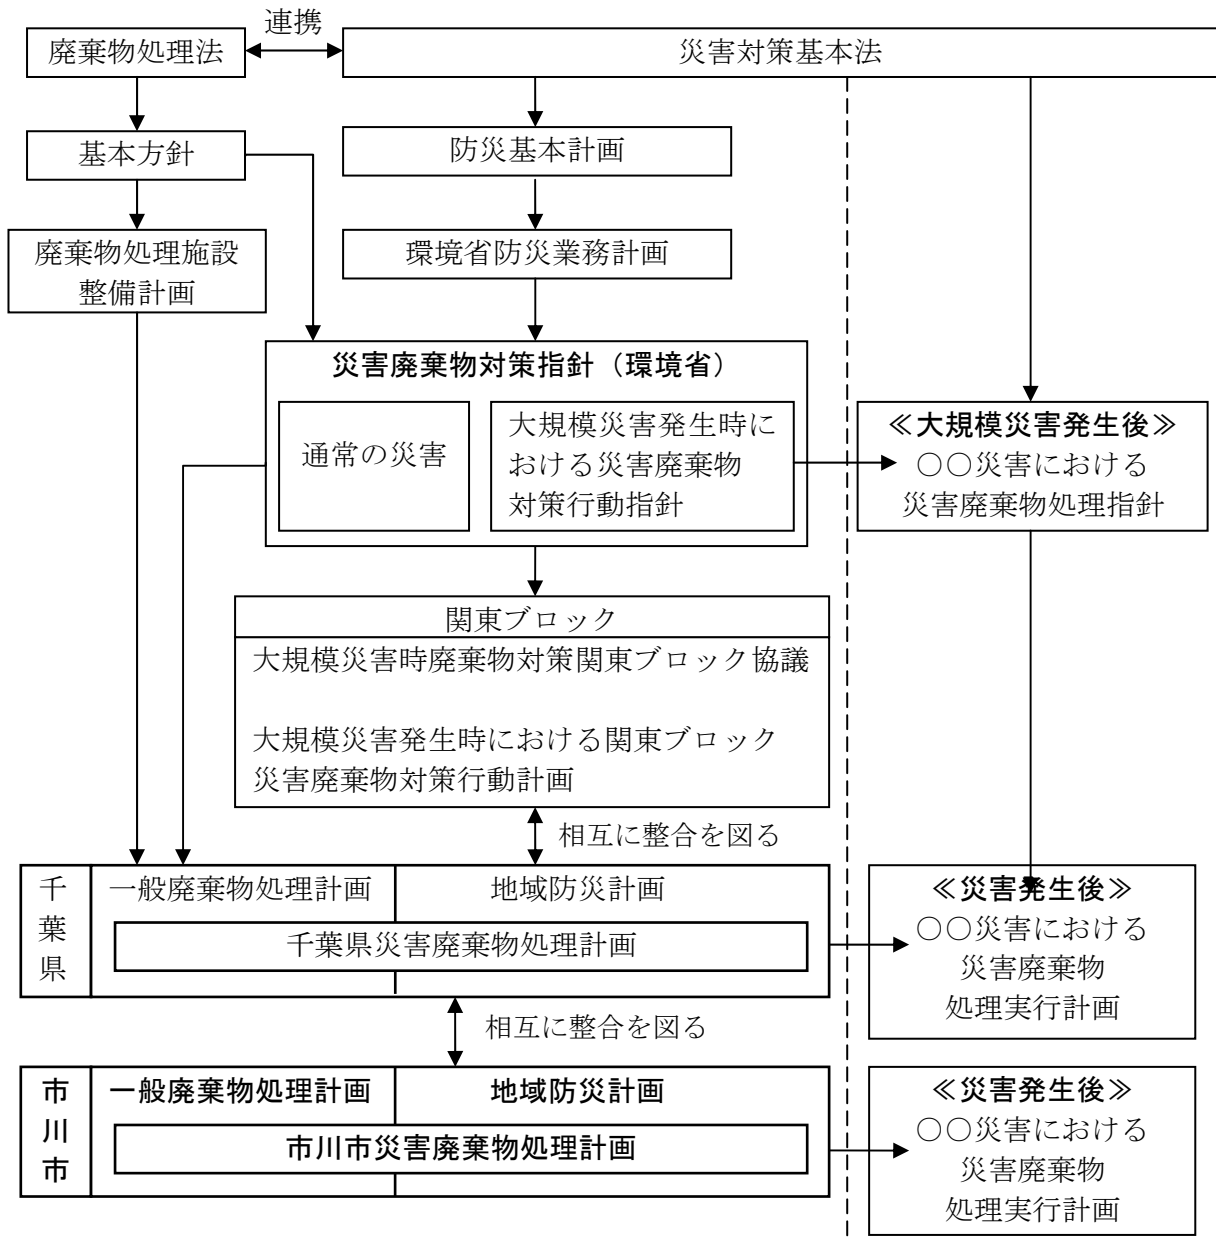 連携
廃棄物処理法
災害対策基本法
基本方針
防災基本計画
廃棄物処理施設
整備計画
環境省防災業務計画
災害廃棄物対策指針（環境省）
通常の災害
大規模災害発生時に
おける災害廃棄物
対策行動指針
≪大規模災害発生後≫
○○災害における
災害廃棄物処理指針
関東ブロック
大規模災害時廃棄物対策関東ブロック協議
大規模災害発生時における関東ブロック
災害廃棄物対策行動計画
相互に整合を図る
千葉県
一般廃棄物処理計画
地域防災計画
千葉県災害廃棄物処理計画
≪災害発生後≫
○○災害における
災害廃棄物
処理実行計画
相互に整合を図る
市川市
一般廃棄物処理計画
地域防災計画
市川市災害廃棄物処理計画
≪災害発生後≫
○○災害における
災害廃棄物
処理実行計画